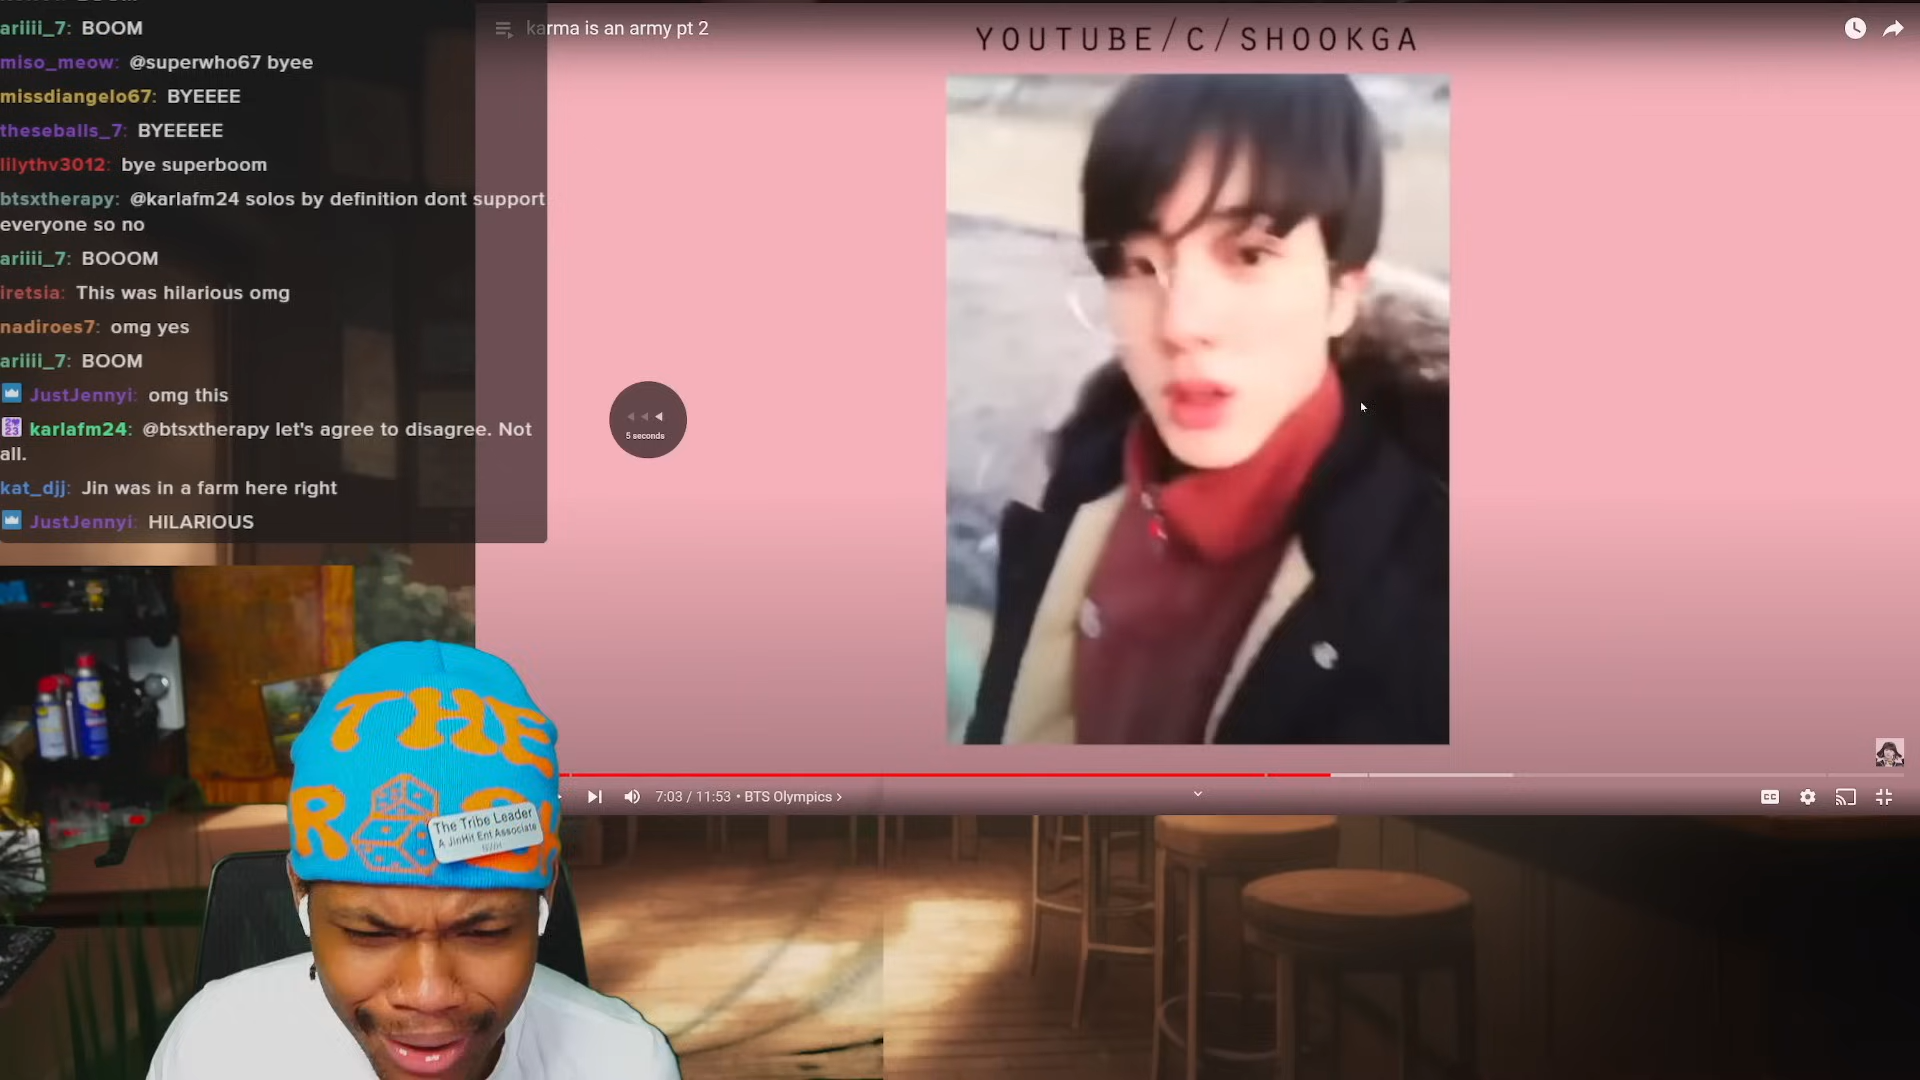 ariiii_7: BOOM
miso_meow: @superwho67 byee
missdiangelo67: BYEEEE
theseballs_7: BYEEEEE
lilythv3012: bye superboom
btsxtherapy: @karlafm24 solos by definition dont support
everyone so no
ariiii_7: BOOOM
iretsia: This was hilarious omg
nadiroes7: omg yes
ariiii_7: BOOM
JustJennyi: omg this
karlafm24: @btsxtherapy let's agree to disagree. Not
all.
kat_djj: Jin was in a farm here right
JustJennyi: HILARIOUS
karma is an army pt 2
YOUTUBE/C/SHOOKGA
5 seconds
7:03 / 11:53 • BTS Olympics ›
CC
THE
The Tribe Leader
A JinHit Ent Associate